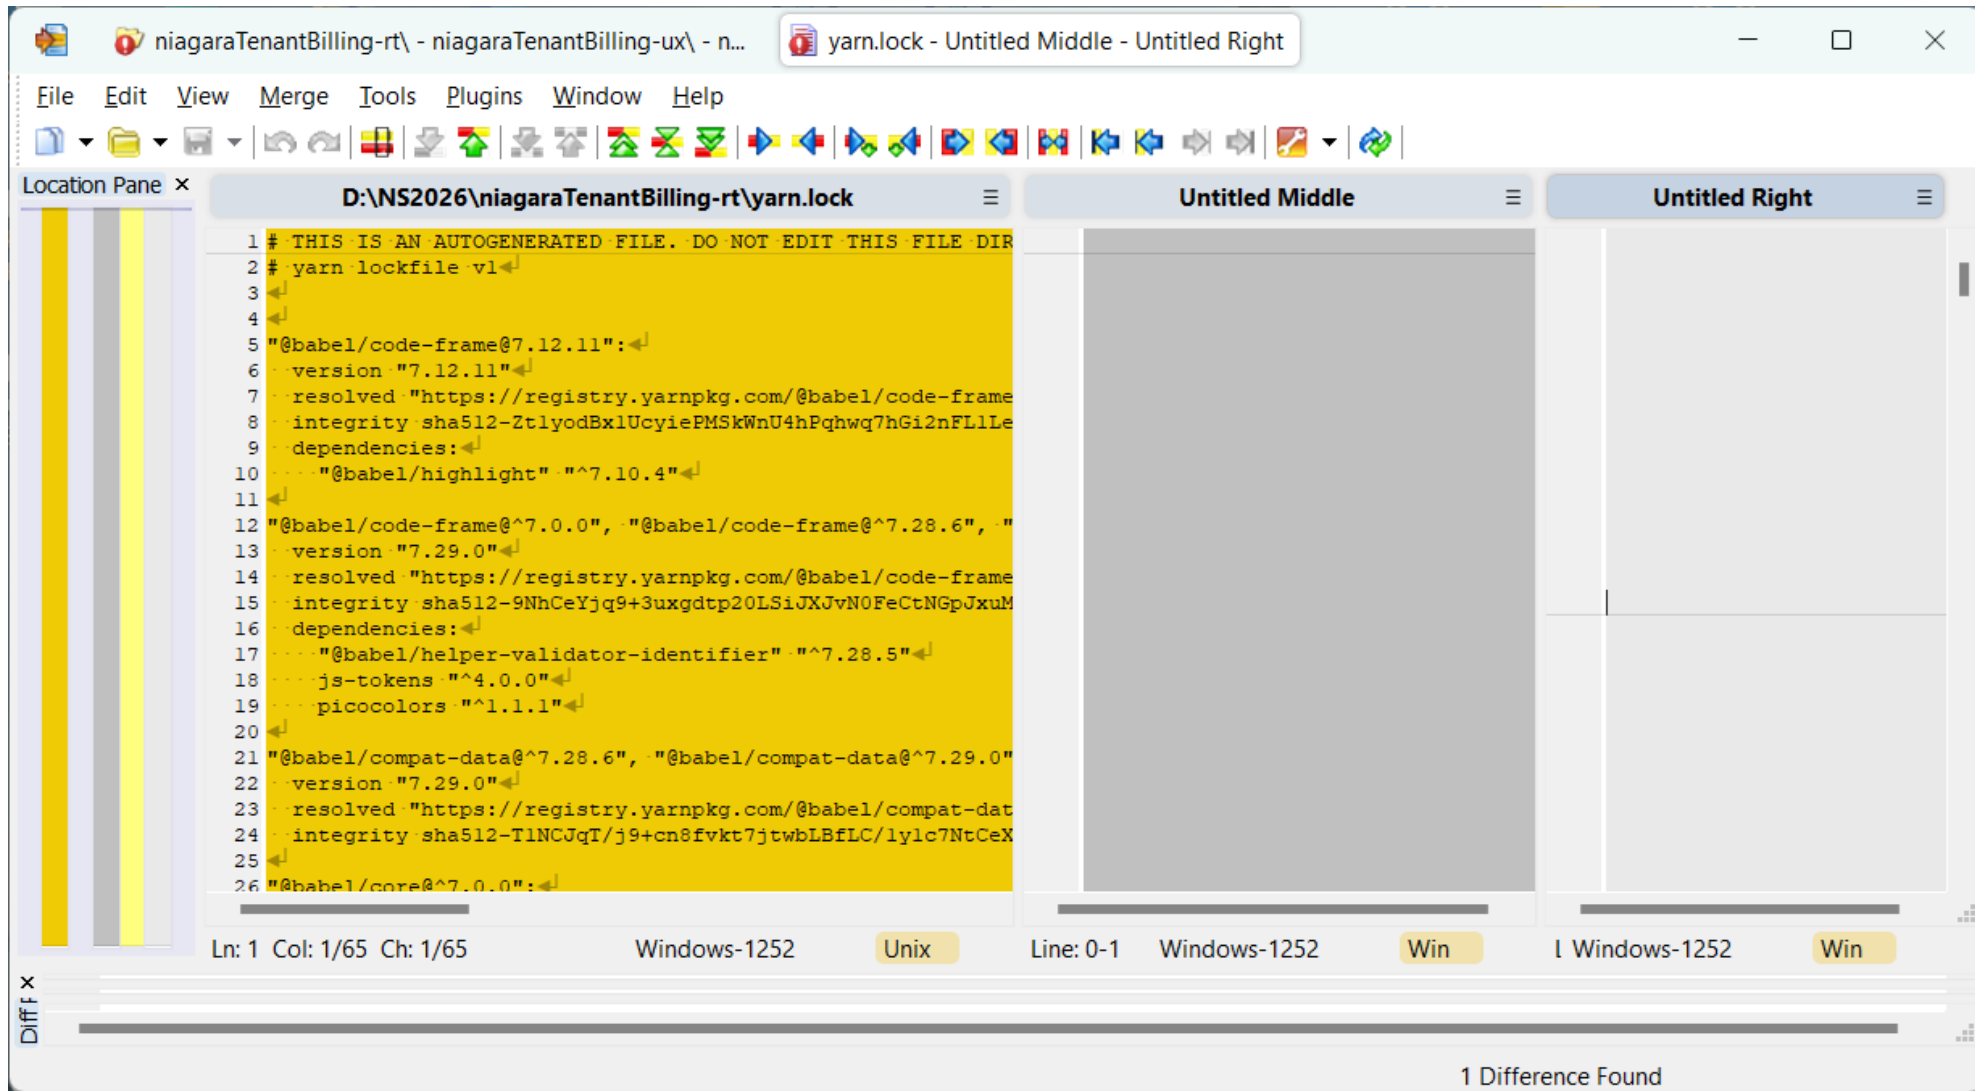 niagaraTenantBilling-rt\ - niagaraTenantBilling-ux\ - n...
yarn.lock - Untitled Middle - Untitled Right
File Edit View Merge Tools Plugins Window Help
Location Pane
D:\NS2026\niagaraTenantBilling-rt\yarn.lock
Untitled Middle
Untitled Right
1 # THIS IS AN AUTOGENERATED FILE. DO NOT EDIT THIS FILE DIR
2 # yarn lockfile v1
3
4
5 "@babel/code-frame@7.12.11":
6 version "7.12.11"
7 resolved "https://registry.yarnpkg.com/@babel/code-frame
8 integrity sha512-Zt1yodBx1UcyiePMSkWnU4hPqhwq7hGi2nFL1Le
9 dependencies:
10 "@babel/highlight" "^7.10.4"
11
12 "@babel/code-frame@^7.0.0", "@babel/code-frame@^7.28.6", "
13 version "7.29.0"
14 resolved "https://registry.yarnpkg.com/@babel/code-frame
15 integrity sha512-9NhCeYjq9+3uxgdtp20LSiJXJvN0FeCtNGpJxuM
16 dependencies:
17 "@babel/helper-validator-identifier" "^7.28.5"
18 js-tokens "^4.0.0"
19 picocolors "^1.1.1"
20
21 "@babel/compat-data@^7.28.6", "@babel/compat-data@^7.29.0"
22 version "7.29.0"
23 resolved "https://registry.yarnpkg.com/@babel/compat-dat
24 integrity sha512-T1NCJqT/j9+cn8fvkt7jtwbLBfLC/1y1c7NtCeX
25
26 "@babel/core@^7.0.0":
Ln: 1 Col: 1/65 Ch: 1/65
Windows-1252
Unix
Line: 0-1
Windows-1252
Win
Windows-1252
Win
Diff
1 Difference Found